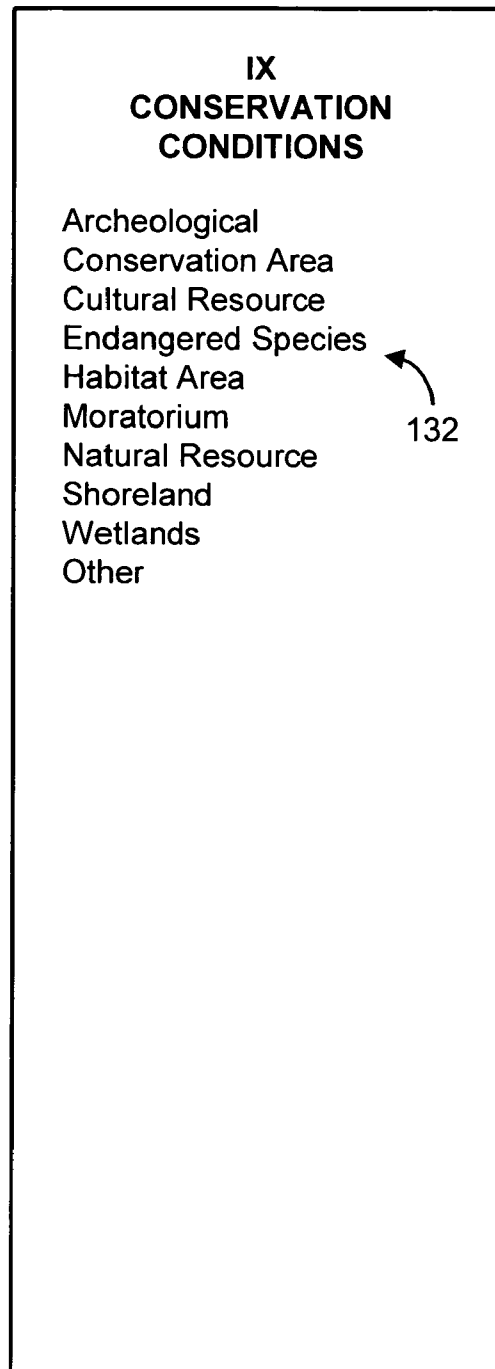 IX
CONSERVATION
CONDITIONS
Archeological
Conservation Area
Cultural Resource
Endangered Species
Habitat Area
Moratorium
132
Natural Resource
Shoreland
Wetlands
Other